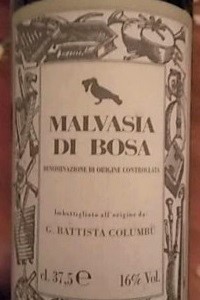 MALVASIA
DI BOSA
DENOMINAZIONE DI ORIGINE CONTROLLATA
Imbottigliato all'origine da:
G. BATTISTA COLUMBU
cl. 37,5 e 16% Vol.